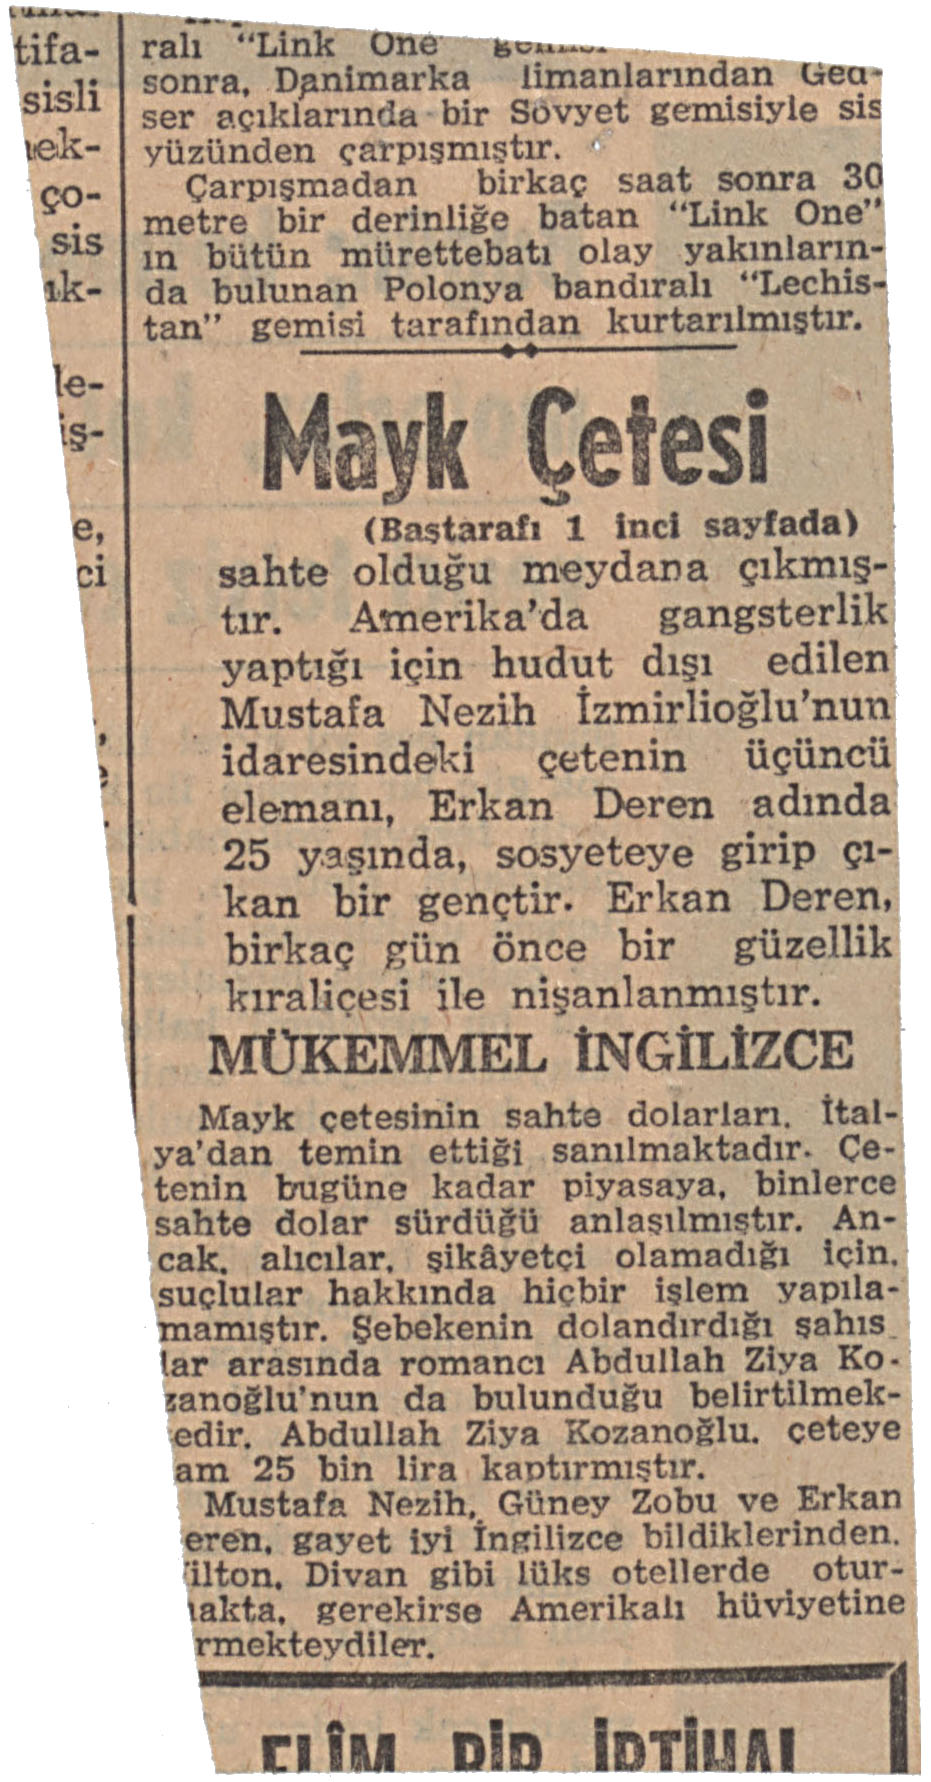 tifa-
sisli
ço-
sis
ralı “Link One
sonra, Danimarka limanlarından Ged-
ser açıklarında bir Sovyet gemisiyle sis
yüzünden çarpışmıştır.
Çarpışmadan birkaç saat sonra 30
metre bir derinliğe batan “Link One”
ın bütün mürettebatı olay yakınların-
da bulunan Polonya bandıralı “Lechis-
tan” gemisi tarafından kurtarılmıştır.
Mayk Çetesi
(Baştarafı 1 inci sayfada)
sahte olduğu meydana çıkmış-
tır. Amerika’da gangsterlik
yaptığı için hudut dışı edilen
Mustafa Nezih İzmirlioğlu’nun
idaresindeki çetenin üçüncü
elemanı, Erkan Deren adında
25 yaşında, sosyeteye girip çı-
kan bir gençtir. Erkan Deren,
birkaç gün önce bir güzellik
kıraliçesi ile nişanlanmıştır.
MÜKEMMEL İNGİLİZCE
Mayk çetesinin sahte dolarları, İtal-
ya’dan temin ettiği sanılmaktadır. Çe-
tenin bugüne kadar piyasaya, binlerce
sahte dolar sürdüğü anlaşılmıştır. An-
cak, alıcılar, şikâyetçi olamadığı için,
suçlular hakkında hiçbir işlem yapıla-
mamıştır. Şebekenin dolandırdığı şahıs-
lar arasında romancı Abdullah Ziya Ko-
zanoğlu’nun da bulunduğu belirtilmek-
edir. Abdullah Ziya Kozanoğlu, çeteye
am 25 bin lira kaptırmıştır.
Mustafa Nezih, Güney Zobu ve Erkan
eren, gayet iyi İngilizce bildiklerinden,
ilton, Divan gibi lüks otellerde otur-
akta, gerekirse Amerikalı hüviyetine
rmekteydiler.
ELİM BİR İRTİHAL